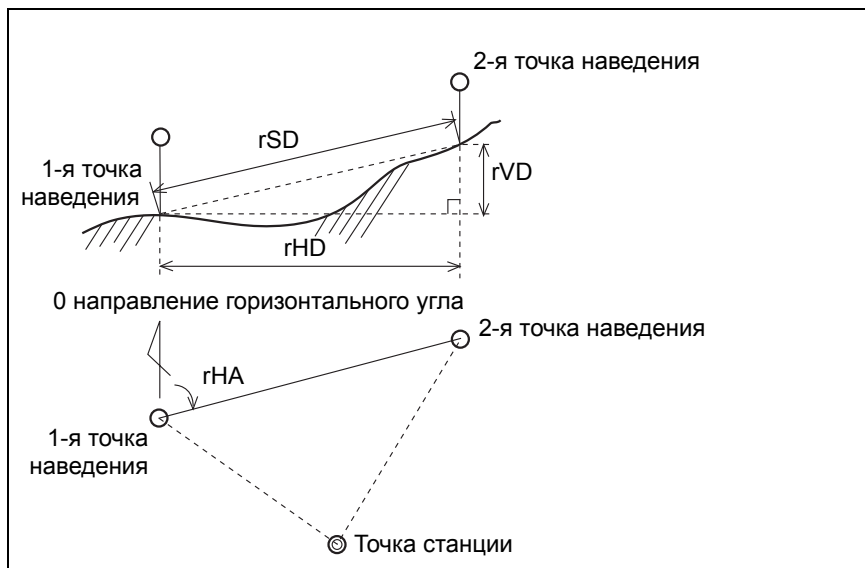 2-я точка наведения
rSD
1-я точка
наведения
rVD
rHD
0 направление горизонтального угла
2-я точка наведения
rHA
1-я точка
наведения
Точка станции